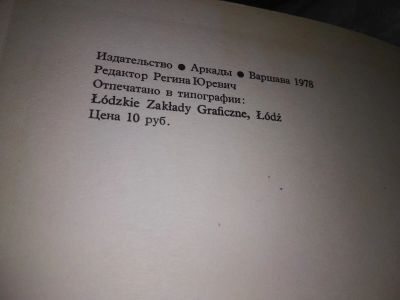 Издательство ● Аркады ● Варшава 1978
Редактор Регина Юревич
Отпечатано в типографии:
Łódzkie Zakłady Graficzne, Łódź
Цена 10 руб.